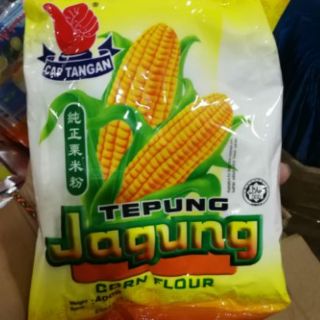 CAP TANGAN
純正粟米粉
TEPUNG
Jagung
CORN FLOUR